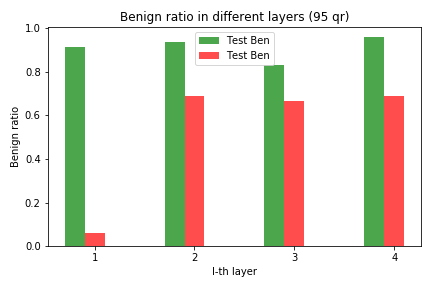 Benign ratio in different layers (95 qr)
Test Ben
Test Ben
Benign ratio
1.0
0.8
0.6
0.4
0.2
0.0
1 2 3 4
l-th layer